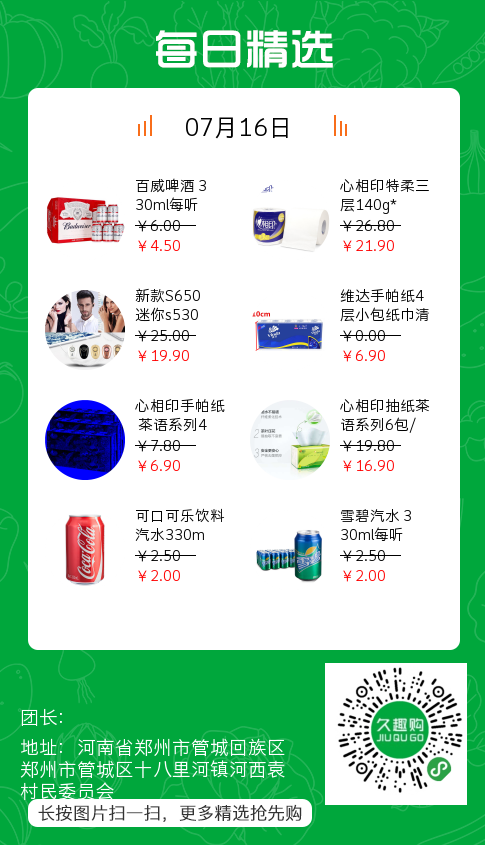 每日精选
07月16日
百威啤酒 3
30ml每听
￥6.00
￥4.50
心相印特柔三
层140g*
￥26.80
￥21.90
新款S650
迷你s530
￥25.00
￥19.90
维达手帕纸4
层小包纸巾清
￥0.00
￥6.90
心相印手帕纸
茶语系列4
￥7.80
￥6.90
心相印抽纸茶
语系列6包/
￥19.80
￥16.90
可口可乐饮料
汽水330m
￥2.50
￥2.00
雪碧汽水 3
30ml每听
￥2.50
￥2.00
Budweiser
心相印
Coca-Cola
久趣购
JIUQUGO
团长：
地址：河南省郑州市管城回族区
郑州市管城区十八里河镇河西袁
村民委员会
长按图片扫一扫，更多精选抢先购